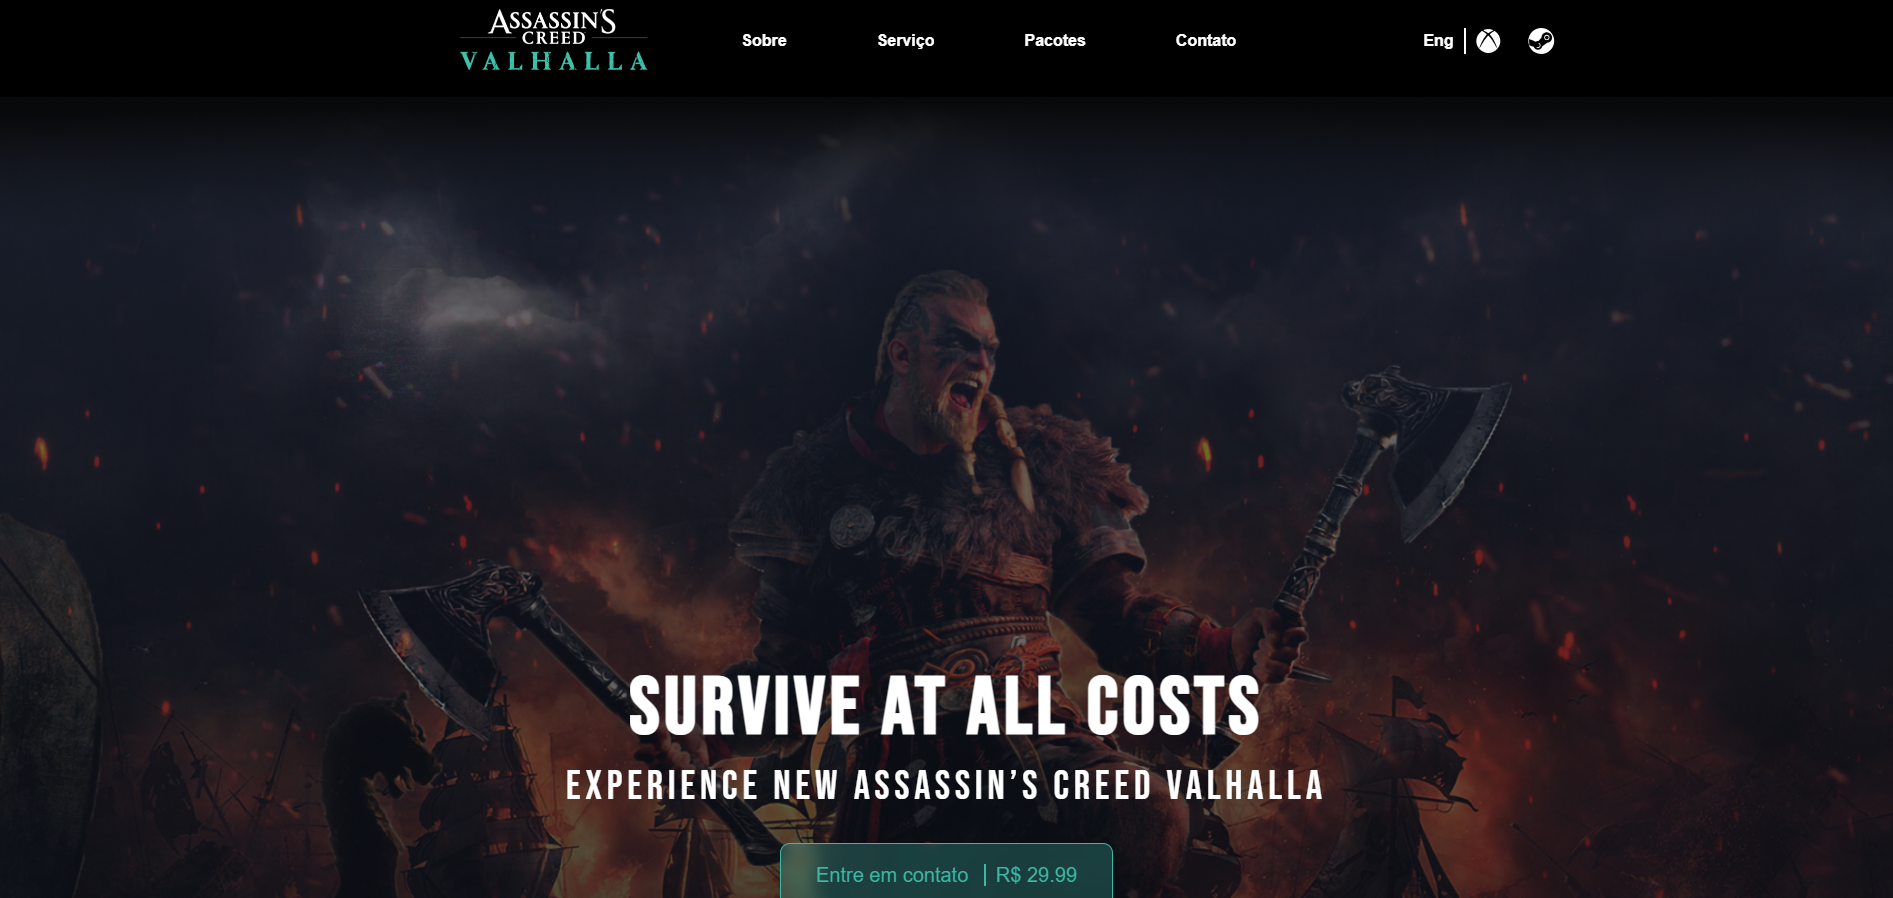 ASSASSIN'S
CREED
VALHALLA
Sobre
Serviço
Pacotes
Contato
Eng
SURVIVE AT ALL COSTS
EXPERIENCE NEW ASSASSIN’S CREED VALHALLA
Entre em contato | R$ 29.99